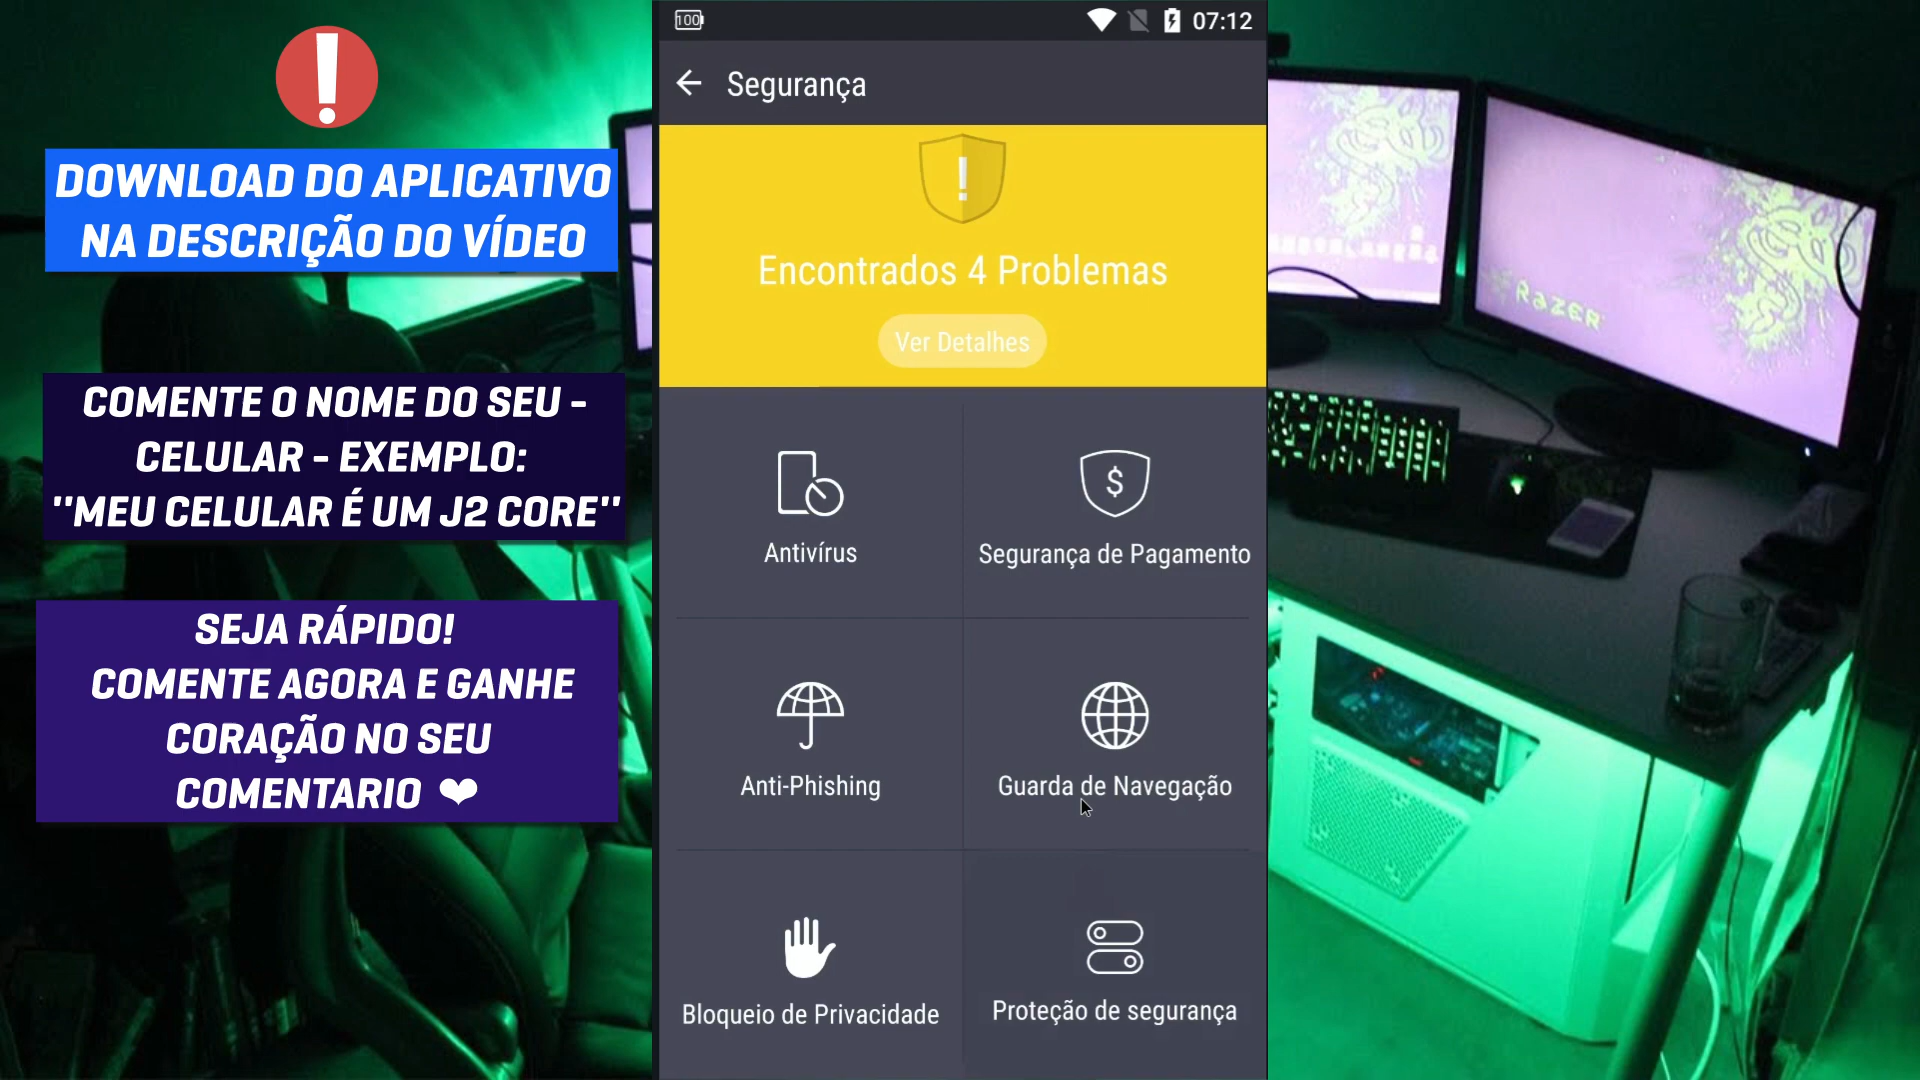 DOWNLOAD DO APLICATIVO
NA DESCRIÇÃO DO VÍDEO
COMENTE O NOME DO SEU -
CELULAR - EXEMPLO:
"MEU CELULAR É UM J2 CORE"
SEJA RÁPIDO!
COMENTE AGORA E GANHE
CORAÇÃO NO SEU
COMENTARIO ❤
100
07:12
Segurança
Encontrados 4 Problemas
Ver Detalhes
Antivírus
Segurança de Pagamento
Anti-Phishing
Guarda de Navegação
Bloqueio de Privacidade
Proteção de segurança
RAZER